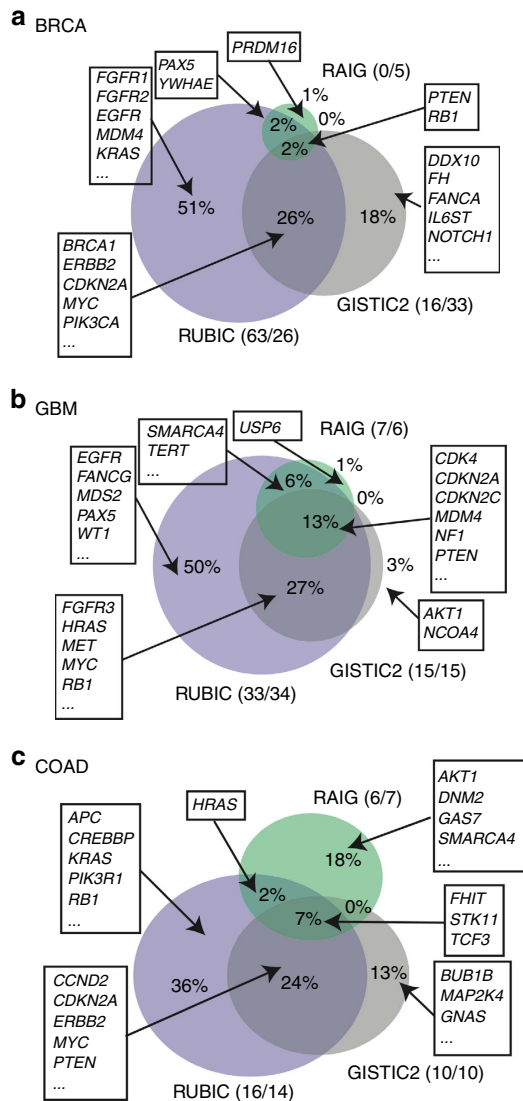 a BRCA
PRDM16
RAIG (0/5)
PAX5
YWHAE
FGFR1
FGFR2
EGFR
MDM4
KRAS
...
1%
0%
2%
2%
PTEN
RB1
DDX10
FH
FANCA
IL6ST
NOTCH1
...
51%
26%
18%
BRCA1
ERBB2
CDKN2A
MYC
PIK3CA
...
GISTIC2 (16/33)
RUBIC (63/26)
b GBM
SMARCA4
TERT
...
USP6
RAIG (7/6)
EGFR
FANCG
MDS2
PAX5
WT1
...
1%
6%
0%
13%
CDK4
CDKN2A
CDKN2C
MDM4
NF1
PTEN
...
50%
27%
3%
FGFR3
HRAS
MET
MYC
RB1
...
AKT1
NCOA4
GISTIC2 (15/15)
RUBIC (33/34)
c COAD
HRAS
RAIG (6/7)
AKT1
DNM2
GAS7
SMARCA4
...
APC
CREBBP
KRAS
PIK3R1
RB1
...
18%
2%
0%
7%
FHIT
STK11
TCF3
36%
24%
13%
CCND2
CDKN2A
ERBB2
MYC
PTEN
...
BUB1B
MAP2K4
GNAS
...
GISTIC2 (10/10)
RUBIC (16/14)